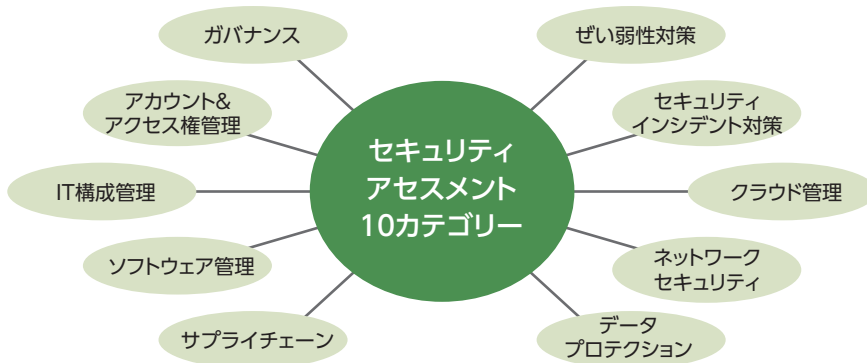 ガバナンス
アカウント&
アクセス権管理
IT構成管理
ソフトウェア管理
サプライチェーン
セキュリティ
アセスメント
10カテゴリー
ぜい弱性対策
セキュリティ
インシデント対策
クラウド管理
ネットワーク
セキュリティ
データ
プロテクション